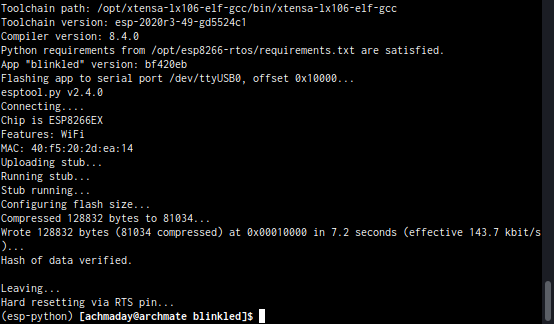 Toolchain path: /opt/xtensa-lx106-elf-gcc/bin/xtensa-lx106-elf-gcc
Toolchain version: esp-2020r3-49-gd5524c1
Compiler version: 8.4.0
Python requirements from /opt/esp8266-rtos/requirements.txt are satisfied.
App "blinkled" version: bf420eb
Flashing app to serial port /dev/ttyUSB0, offset 0x10000...
esptool.py v2.4.0
Connecting....
Chip is ESP8266EX
Features: WiFi
MAC: 40:f5:20:2d:ea:14
Uploading stub...
Running stub...
Stub running...
Configuring flash size...
Compressed 128832 bytes to 81034...
Wrote 128832 bytes (81034 compressed) at 0x00010000 in 7.2 seconds (effective 143.7 kbit/s
)...
Hash of data verified.
Leaving...
Hard resetting via RTS pin...
(esp-python) [achmaday@archmate blinkled]$